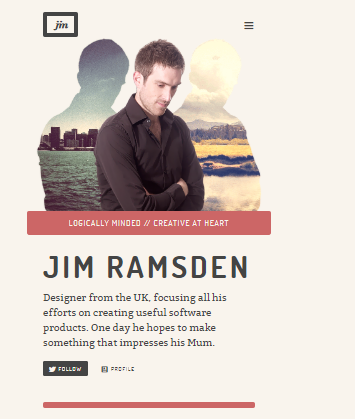 jin
LOGICALLY MINDED // CREATIVE AT HEART
JIM RAMSDEN
Designer from the UK, focusing all his
efforts on creating useful software
products. One day he hopes to make
something that impresses his Mum.
FOLLOW PROFILE